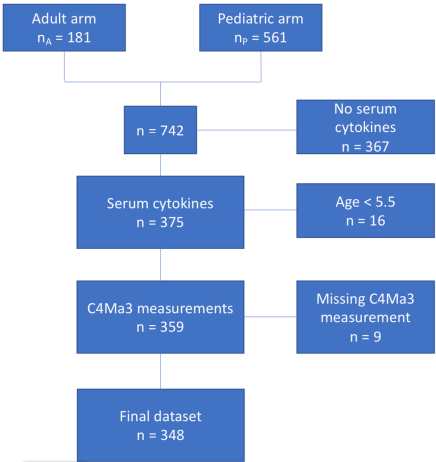 Adult arm
nA = 181
Pediatric arm
nP = 561
n = 742
No serum
cytokines
n = 367
Serum cytokines
n = 375
Age < 5.5
n = 16
C4Ma3 measurements
n = 359
Missing C4Ma3
measurement
n = 9
Final dataset
n = 348